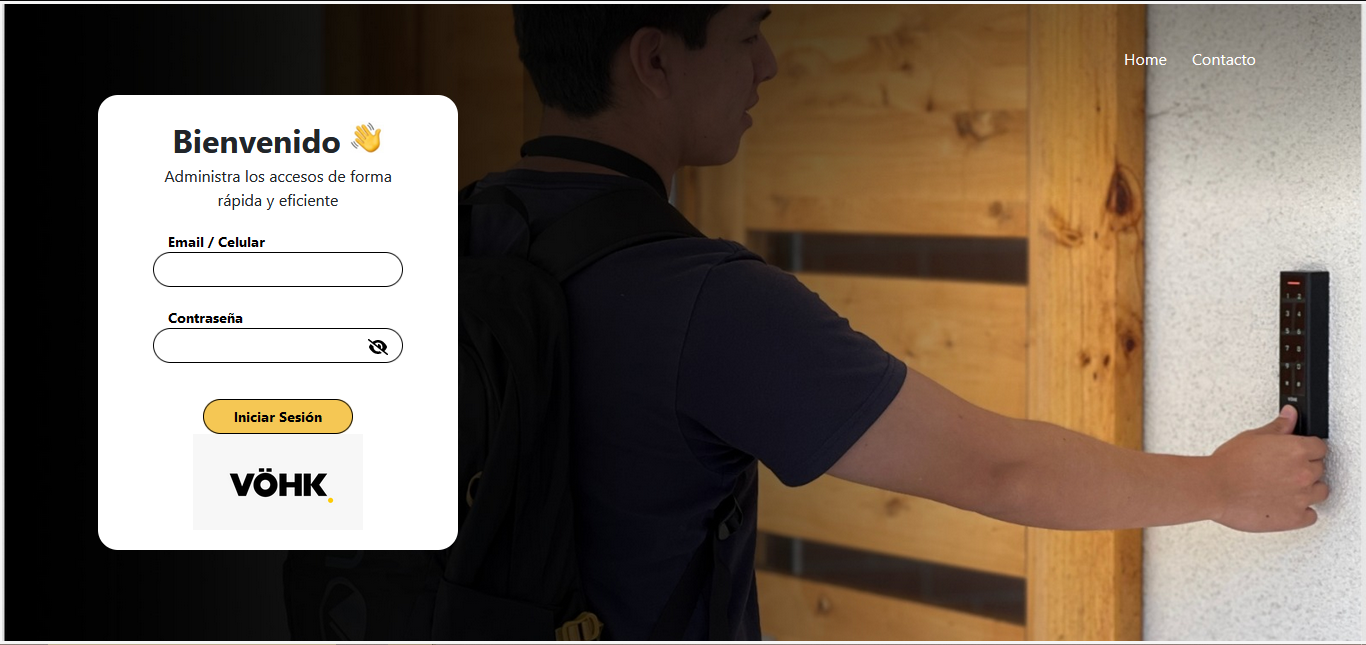 Home Contacto
Bienvenido 👋
Administra los accesos de forma
rápida y eficiente
Email / Celular
Contraseña
Iniciar Sesión
VÖHK.